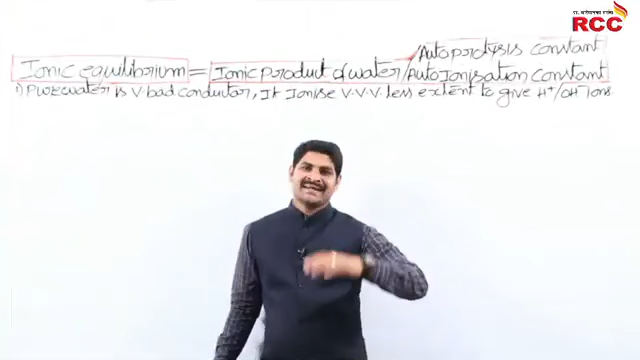 RCC
Autoprotysis constant
Ionic equilibrium = Ionic product of water/AutoIonisation constant
1) Pure water is V.bad conductor, It Ionise V.V.V. less extent to give H+/OH- Ions.